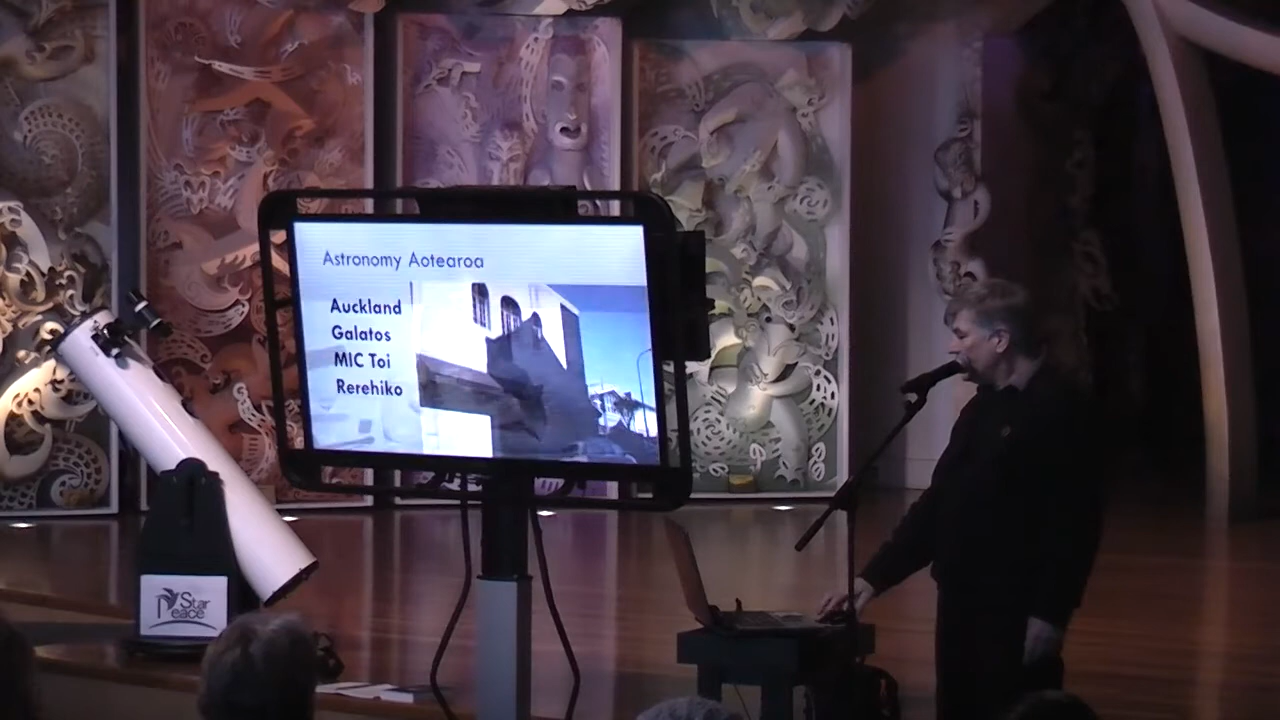 Astronomy Aotearoa
Auckland
Galatos
MIC Toi
Rerehiko
Star
Peace